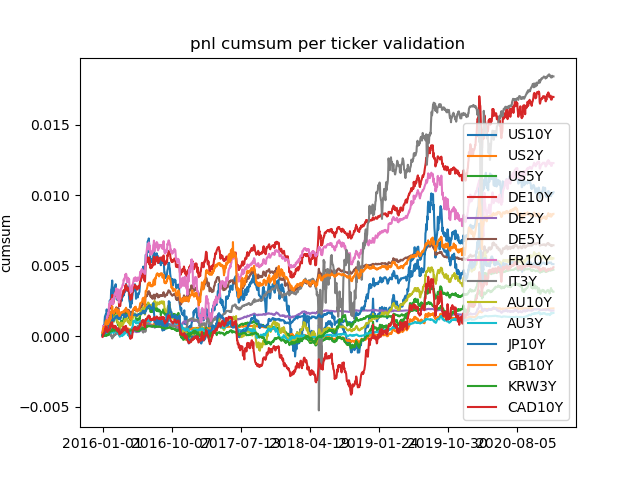 pnl cumsum per ticker validation
cumsum
0.015
0.010
0.005
0.000
−0.005
US10Y
US2Y
US5Y
DE10Y
DE2Y
DE5Y
FR10Y
IT3Y
AU10Y
AU3Y
JP10Y
GB10Y
KRW3Y
CAD10Y
2016-01-01 2016-10-07 2017-07-13 2018-04-19 2019-01-24 2019-10-30 2020-08-05